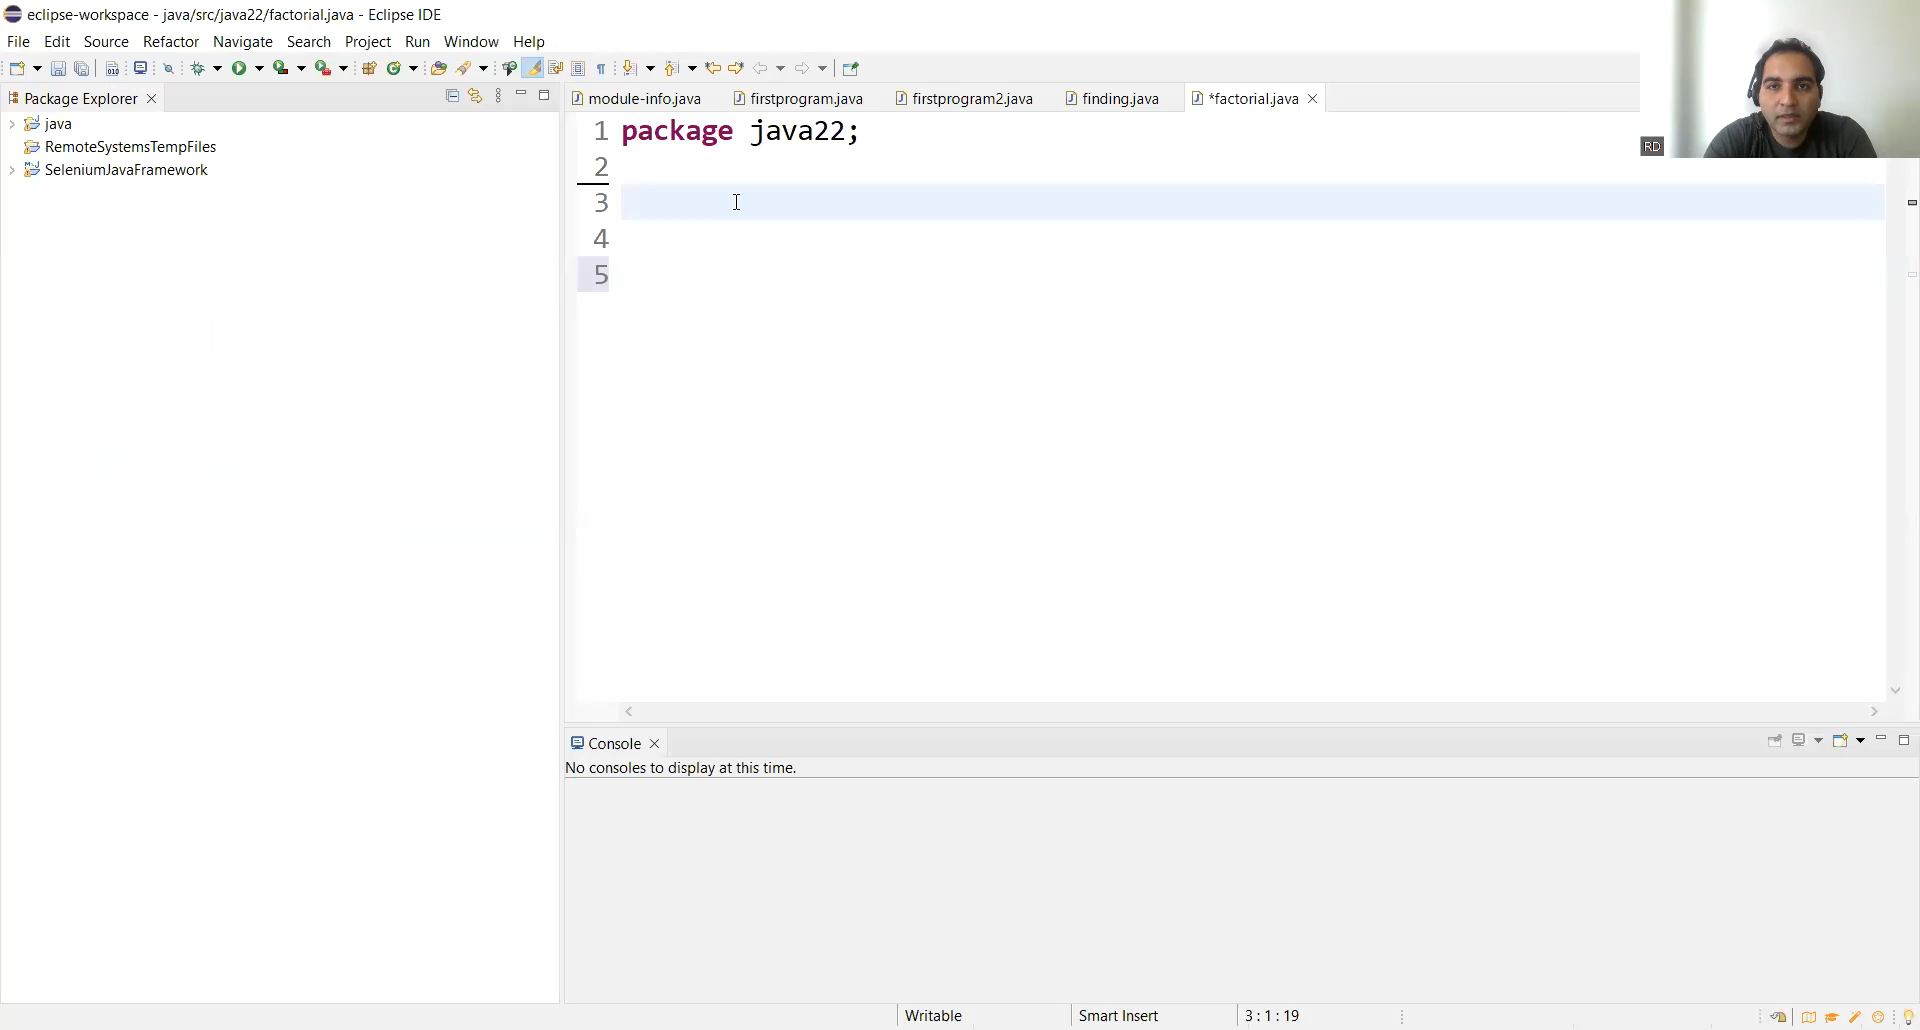 eclipse-workspace - java/src/java22/factorial.java - Eclipse IDE
File Edit Source Refactor Navigate Search Project Run Window Help
Package Explorer
module-info.java firstprogram.java firstprogram2.java finding.java *factorial.java
java
RemoteSystemsTempFiles
SeleniumJavaFramework
1 package java22;
2
3
4
5
RD
Console
No consoles to display at this time.
Writable Smart Insert 3 : 1 : 19